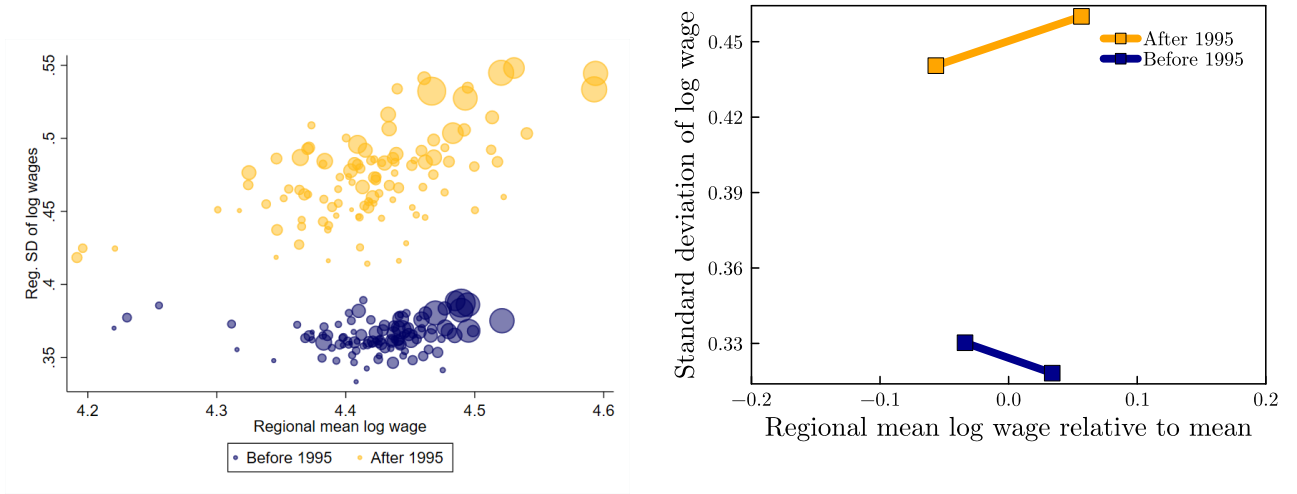 .55
.5
.45
.4
.35
Reg. SD of log wages
4.2 4.3 4.4 4.5 4.6
Regional mean log wage
Before 1995 After 1995
0.45
0.42
0.39
0.36
0.33
Standard deviation of log wage
After 1995
Before 1995
−0.2 −0.1 0.0 0.1 0.2
Regional mean log wage relative to mean